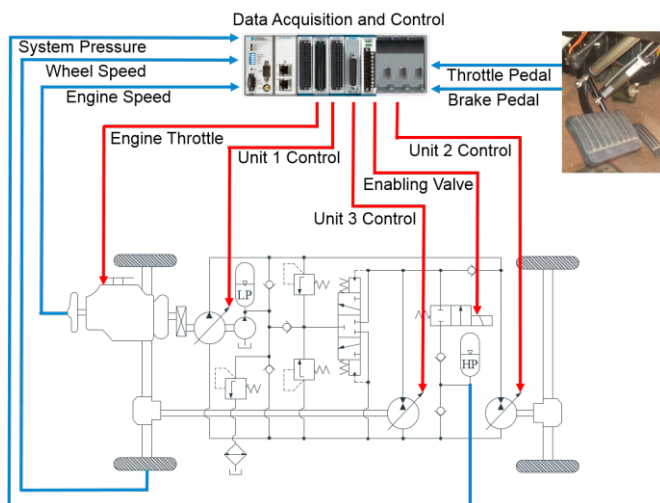 Data Acquisition and Control
System Pressure
Wheel Speed
Engine Speed
Throttle Pedal
Brake Pedal
Engine Throttle
Unit 1 Control
Unit 2 Control
Enabling Valve
Unit 3 Control
LP
HP